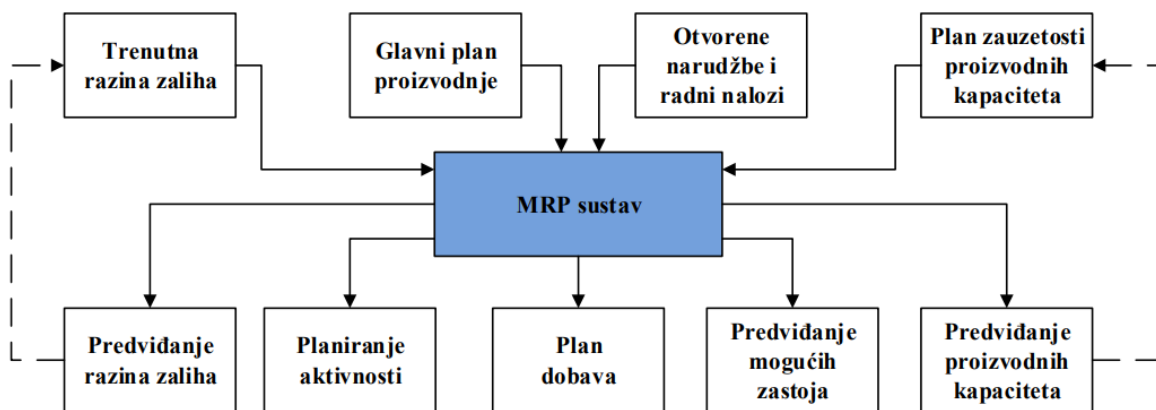 Trenutna
razina zaliha
Glavni plan
proizvodnje
Otvorene
narudžbe i
radni nalozi
Plan zauzetosti
proizvodnih
kapaciteta
MRP sustav
Predviđanje
razina zaliha
Planiranje
aktivnosti
Plan
dobava
Predviđanje
mogućih
zastoja
Predviđanje
proizvodnih
kapaciteta